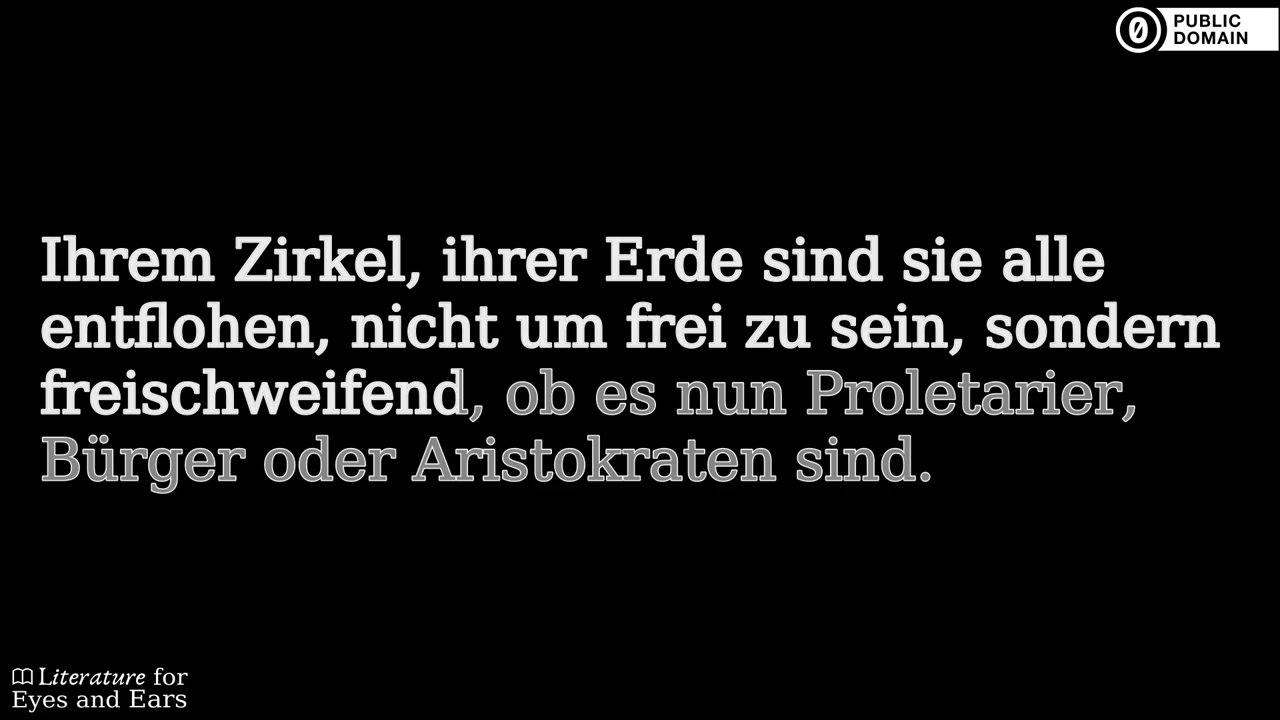 PUBLIC
DOMAIN
Ihrem Zirkel, ihrer Erde sind sie alle
entflohen, nicht um frei zu sein, sondern
freischweifend, ob es nun Proletarier,
Bürger oder Aristokraten sind.
Literature for
Eyes and Ears